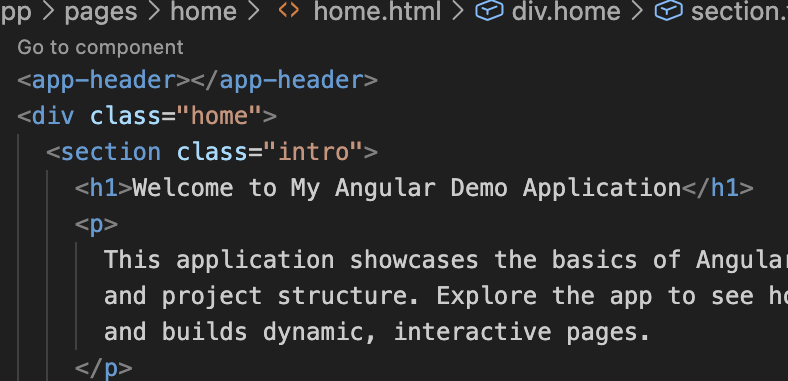 pp > pages > home > <> home.html > div.home > section.
Go to component
<app-header></app-header>
<div class="home">
<section class="intro">
<h1>Welcome to My Angular Demo Application</h1>
<p>
This application showcases the basics of Angular
and project structure. Explore the app to see
and builds dynamic, interactive pages.
</p>